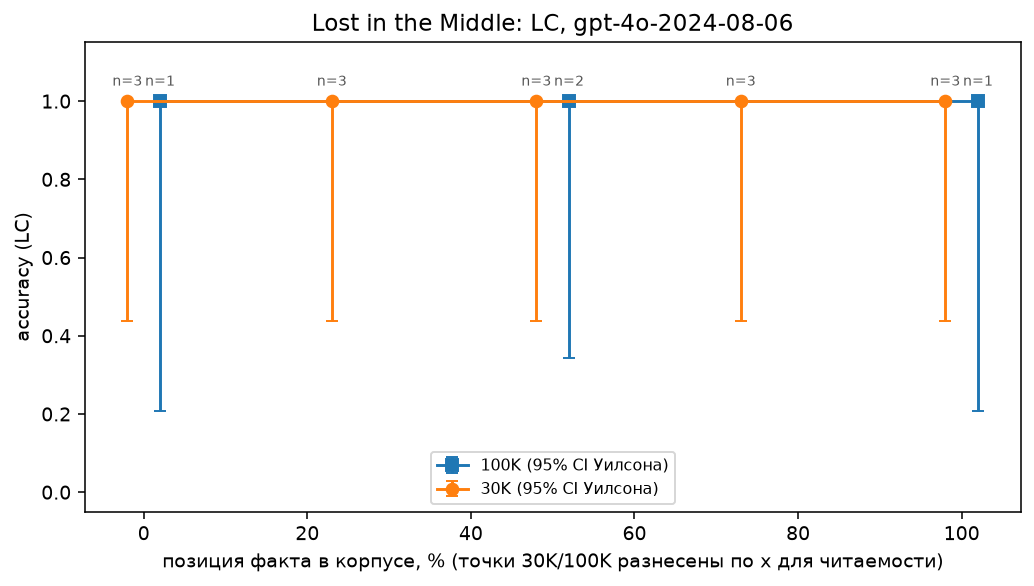 Lost in the Middle: LC, gpt-4o-2024-08-06
n=3 n=1 n=3 n=3 n=2 n=3 n=3 n=1
1.0
0.8
0.6
0.4
0.2
0.0
accuracy (LC)
100K (95% CI Уилсона)
30K (95% CI Уилсона)
0 20 40 60 80 100
позиция факта в корпусе, % (точки 30K/100K разнесены по x для читаемости)